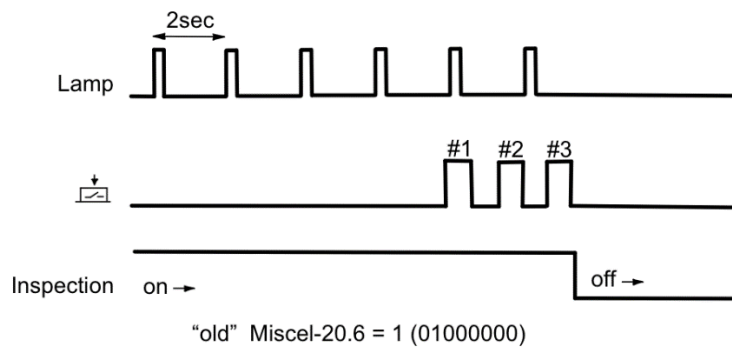 2sec
Lamp
#1 #2 #3
Inspection on → off →
“old” Miscel-20.6 = 1 (01000000)